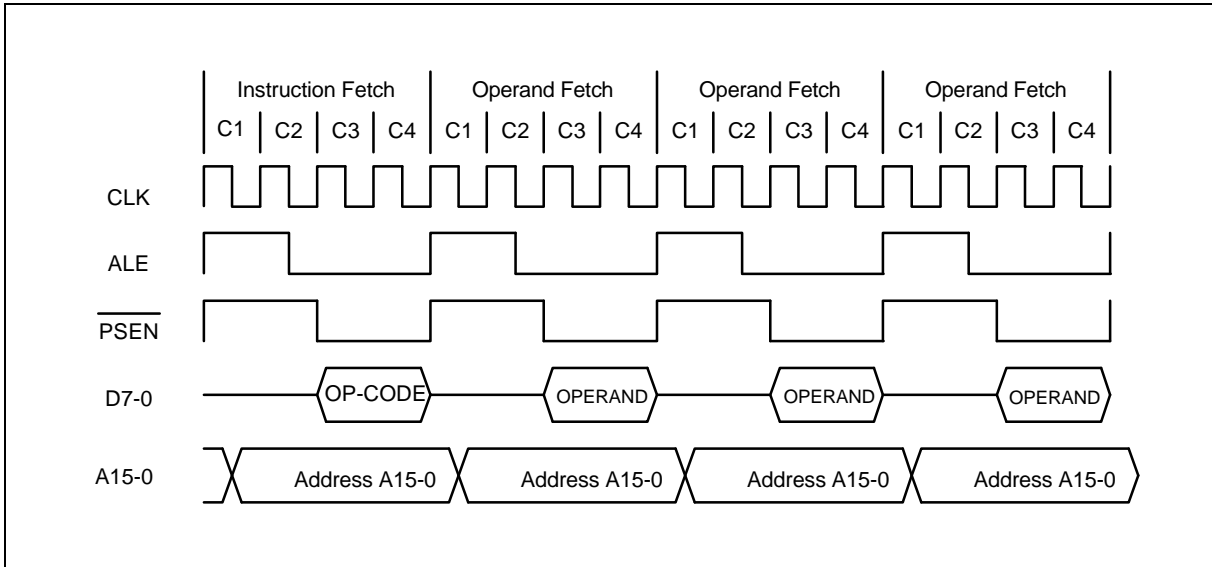 Instruction Fetch Operand Fetch Operand Fetch Operand Fetch
C1 C2 C3 C4 C1 C2 C3 C4 C1 C2 C3 C4 C1 C2 C3 C4
CLK
ALE
PSEN
D7-0 OP-CODE OPERAND OPERAND OPERAND
A15-0 Address A15-0 Address A15-0 Address A15-0 Address A15-0